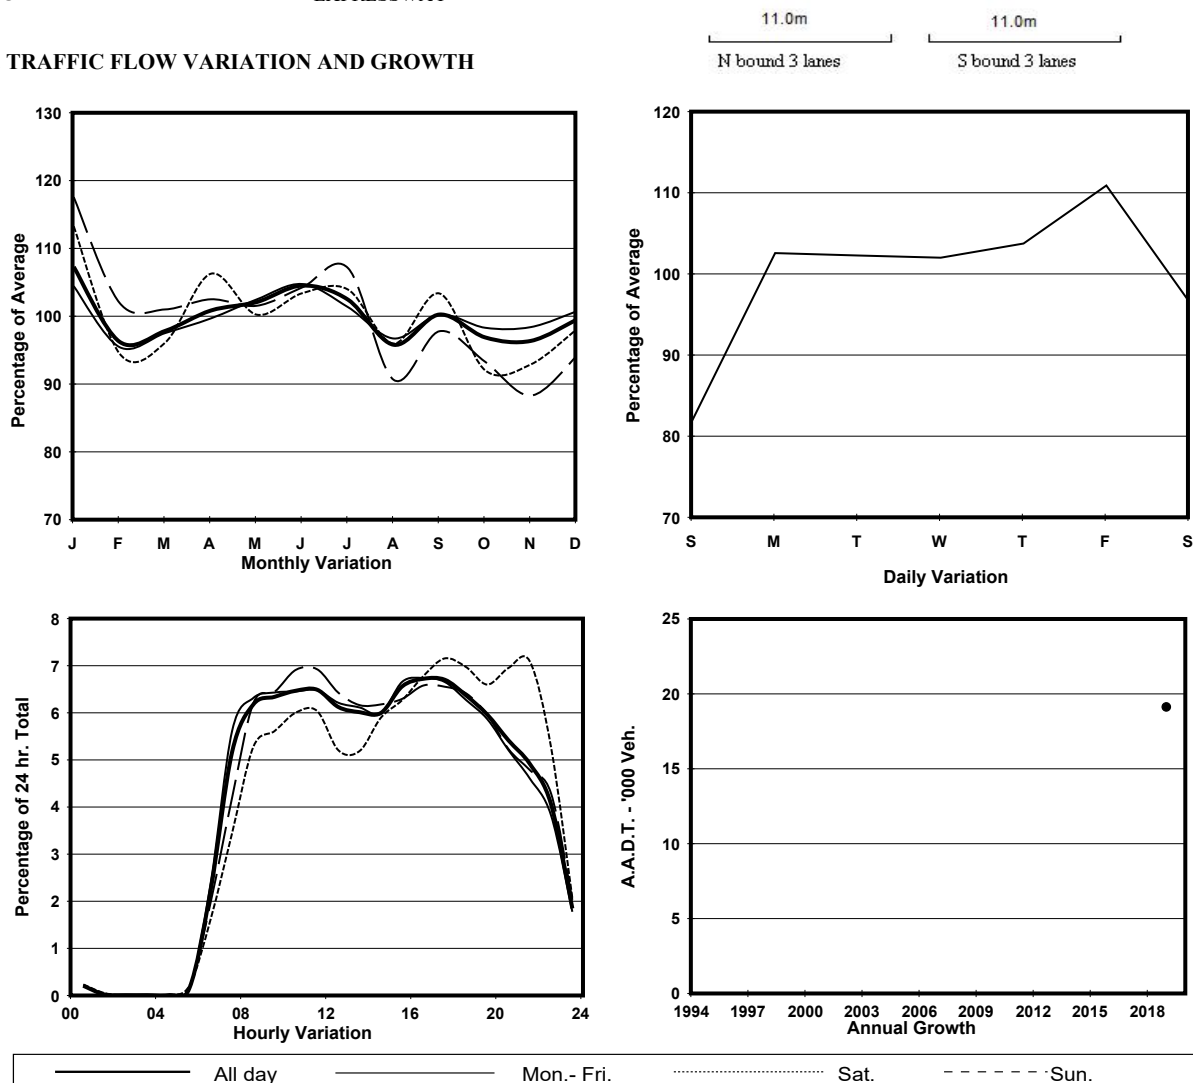 11.0m 11.0m
TRAFFIC FLOW VARIATION AND GROWTH
N bound 3 lanes S bound 3 lanes
130
120
110
100
90
80
70
Percentage of Average
J F M A M J J A S O N D
Monthly Variation
120
110
100
90
80
70
Percentage of Average
S M T W T F S
Daily Variation
8
7
6
5
4
3
2
1
0
Percentage of 24 hr. Total
00 04 08 12 16 20 24
Hourly Variation
25
20
15
10
5
0
A.A.D.T. - '000 Veh.
1994 1997 2000 2003 2006 2009 2012 2015 2018
Annual Growth
All day Mon.- Fri. Sat. Sun.